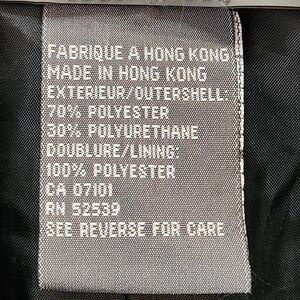 FABRIQUE A HONG KONG
MADE IN HONG KONG
EXTERIEUR/OUTERSHELL:
70% POLYESTER
30% POLYURETHANE
DOUBLURE/LINING:
100% POLYESTER
CA 07101
RN 52539
SEE REVERSE FOR CARE